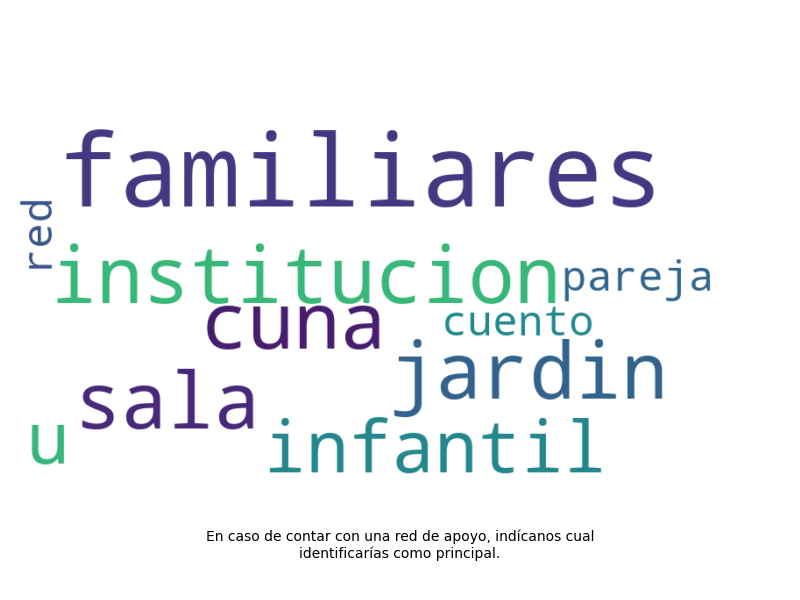 familiares
red
institucion
pareja
cuna
cuento
jardin
sala
u
infantil
En caso de contar con una red de apoyo, indícanos cual
identificarías como principal.